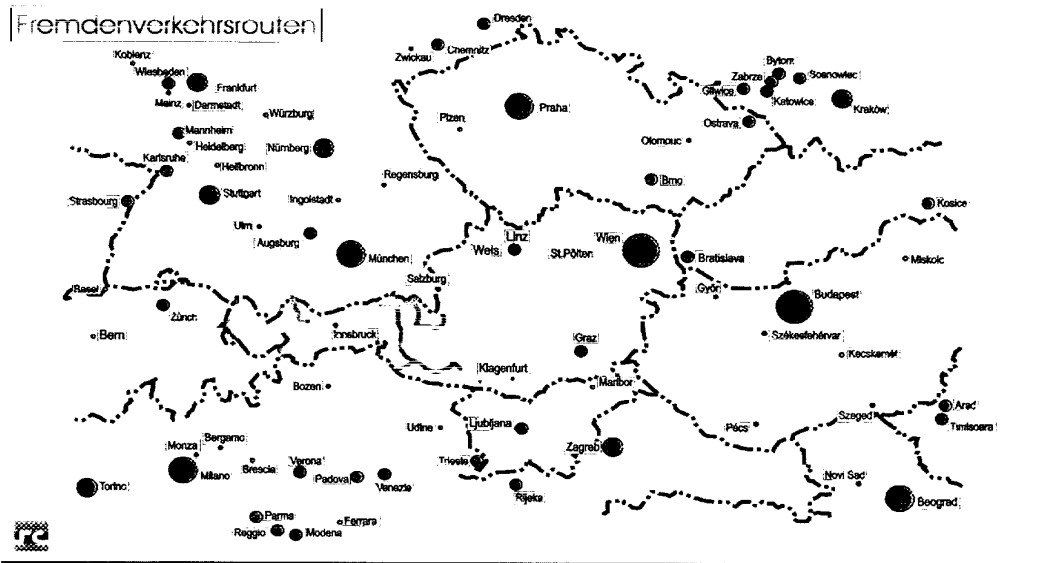 Fremdenverkehrsrouten
Dresden
Koblenz
Zwickau
Chemnitz
Wiesbaden
Bytom
Zabrze
Sosnowiec
Frankfurt
Gliwice
Mainz
Darmstadt
Katowice
Kraków
Würzburg
Plzen
Praha
Ostrava
Mannheim
Heidelberg
Nürnberg
Olomouc
Karlsruhe
Heilbronn
Regensburg
Brno
Strasbourg
Stuttgart
Ingolstadt
Kosice
Ulm
Augsburg
Linz
Wels
St.Pölten
Wien
München
Bratislava
Miskolc
Salzburg
Basel
Györ
Budapest
Zürich
Bern
Innsbruck
Graz
Székesfehérvar
Kecskemét
Klagenfurt
Bozen
Maribor
Arad
Szeged
Udine
Ljubljana
Pécs
Timisoara
Bergamo
Monza
Zagreb
Trieste
Brescia
Verona
Milano
Padova
Venezia
Novi Sad
Torino
Rijeka
Beograd
Parma
Ferrara
Reggio
Modena
rc